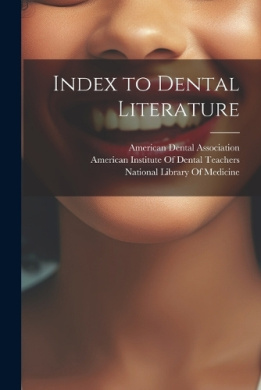 Index to Dental
Literature
American Dental Association
American Institute Of Dental Teachers
National Library Of Medicine